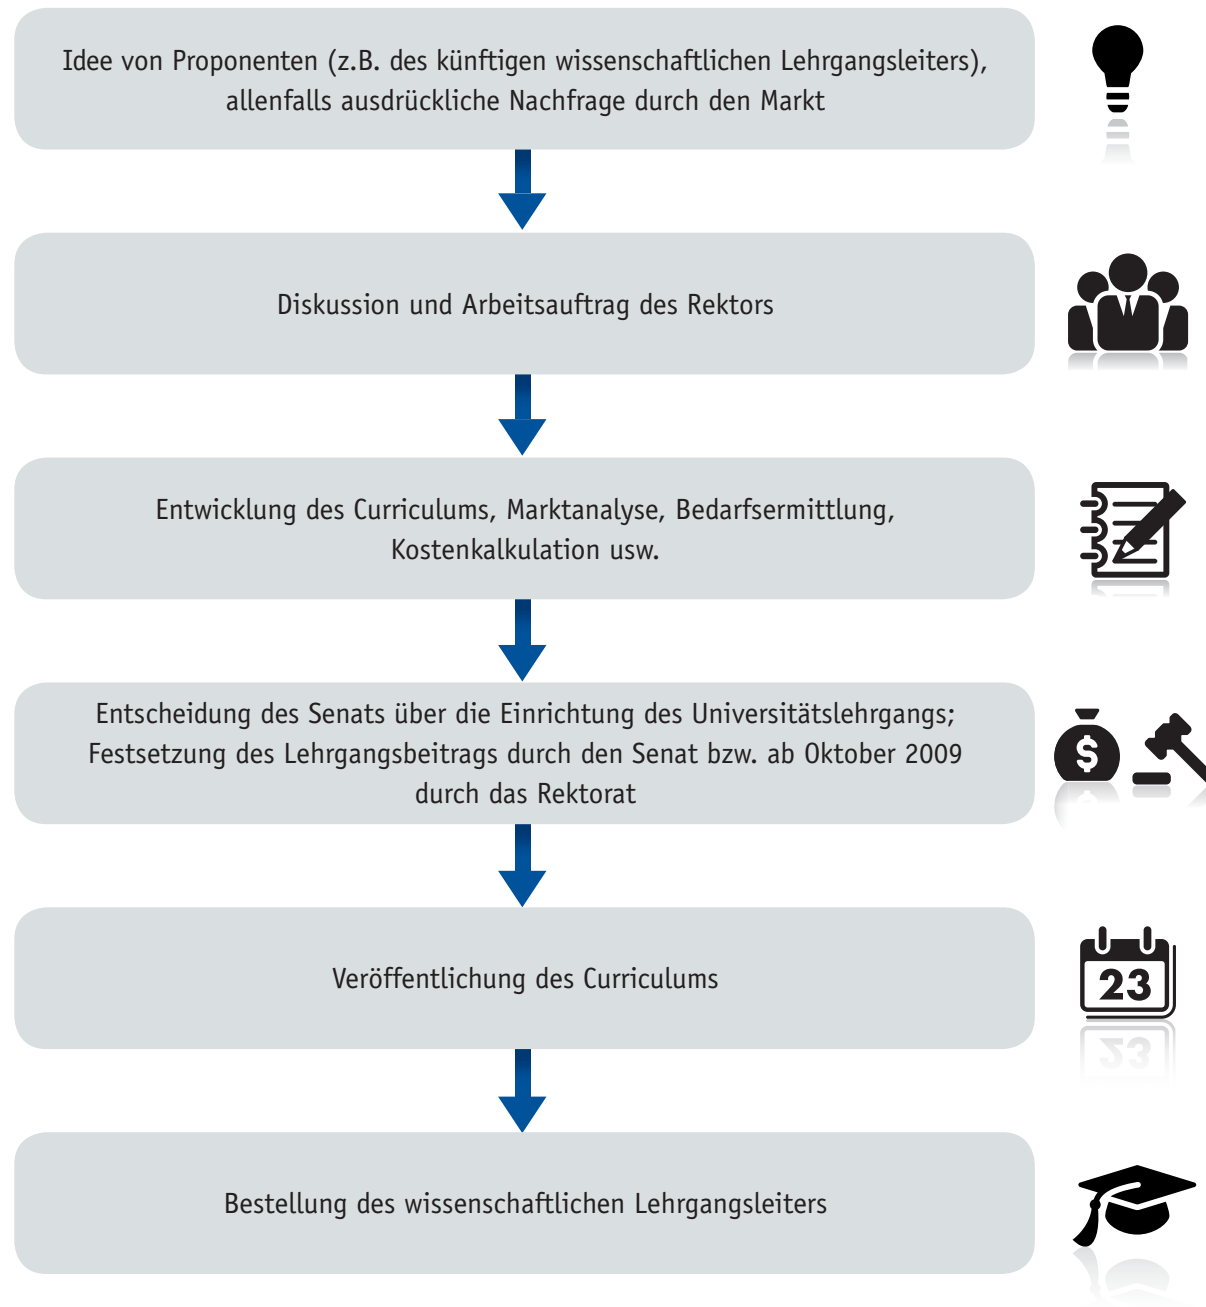 Idee von Proponenten (z.B. des künftigen wissenschaftlichen Lehrgangsleiters),
allenfalls ausdrückliche Nachfrage durch den Markt
Diskussion und Arbeitsauftrag des Rektors
Entwicklung des Curriculums, Marktanalyse, Bedarfsermittlung,
Kostenkalkulation usw.
Entscheidung des Senats über die Einrichtung des Universitätslehrgangs;
Festsetzung des Lehrgangsbeitrags durch den Senat bzw. ab Oktober 2009
durch das Rektorat
$
Veröffentlichung des Curriculums
23
Bestellung des wissenschaftlichen Lehrgangsleiters